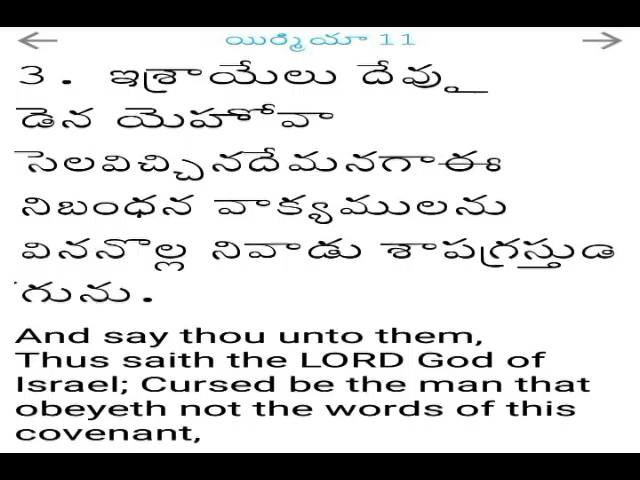 యిర్మియా 11
3. ఇశ్రాయేలు దేవు
డైన యెహోవా
సెలవిచ్చినదేమనగా-ఈ
నిబంధన వాక్యములను
విననొల్ల నివాడు శాపగ్రస్తుడ
గును.
And say thou unto them,
Thus saith the LORD God of
Israel; Cursed be the man that
obeyeth not the words of this
covenant,